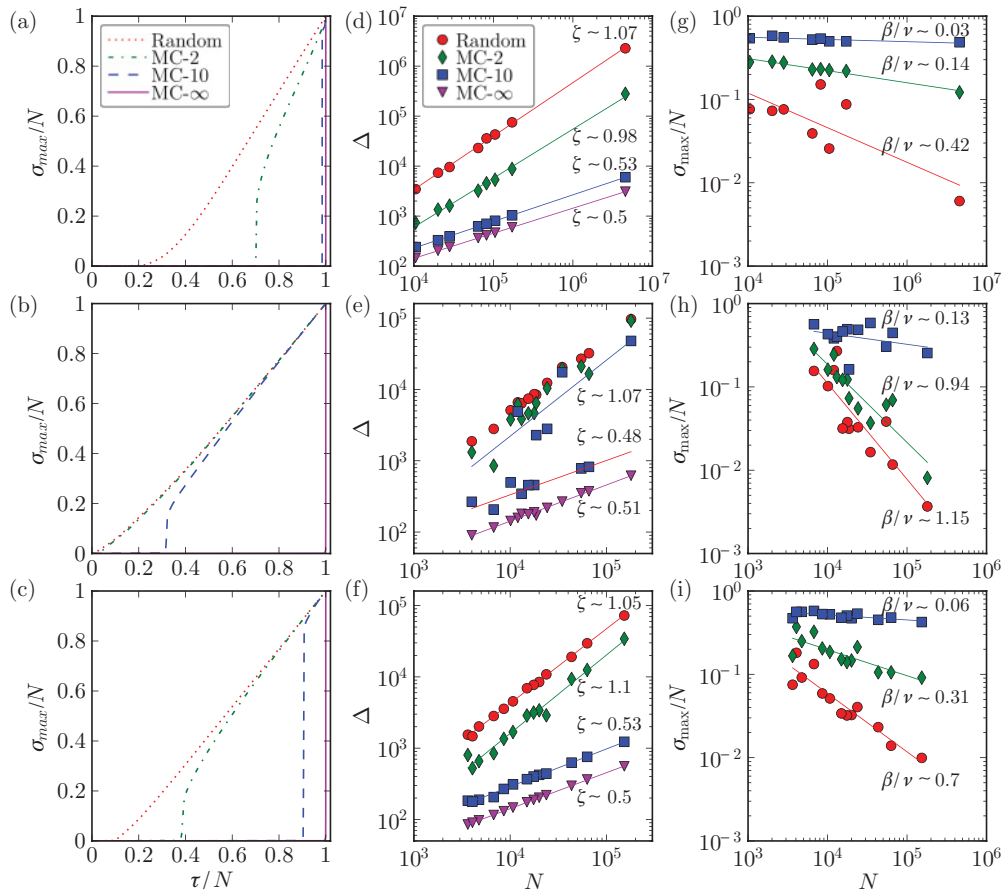 (a)
Random
MC-2
MC-10
MC-∞
σmax/N
1
0.8
0.6
0.4
0.2
0
0 0.2 0.4 0.6 0.8 1
(d)
Random
MC-2
MC-10
MC-∞
Δ
10^7
10^6
10^5
10^4
10^3
10^2
10^4 10^5 10^6 10^7
ζ ~ 1.07
ζ ~ 0.98
ζ ~ 0.53
ζ ~ 0.5
(g)
σmax/N
10^0
10^-1
10^-2
10^-3
10^4 10^5 10^6 10^7
β/ν ~ 0.03
β/ν ~ 0.14
β/ν ~ 0.42
(b)
σmax/N
1
0.8
0.6
0.4
0.2
0
0 0.2 0.4 0.6 0.8 1
(e)
Δ
10^5
10^4
10^3
10^2
10^4 10^5
ζ ~ 1.07
ζ ~ 0.48
ζ ~ 0.51
(h)
σmax/N
10^0
10^-1
10^-2
10^-3
10^3 10^4 10^5 10^6
β/ν ~ 0.13
β/ν ~ 0.94
β/ν ~ 1.15
(c)
σmax/N
1
0.8
0.6
0.4
0.2
0
0 0.2 0.4 0.6 0.8 1
τ/N
(f)
Δ
10^5
10^4
10^3
10^2
10^4 10^5
N
ζ ~ 1.05
ζ ~ 1.1
ζ ~ 0.53
ζ ~ 0.5
(i)
σmax/N
10^0
10^-1
10^-2
10^-3
10^3 10^4 10^5 10^6
N
β/ν ~ 0.06
β/ν ~ 0.31
β/ν ~ 0.7